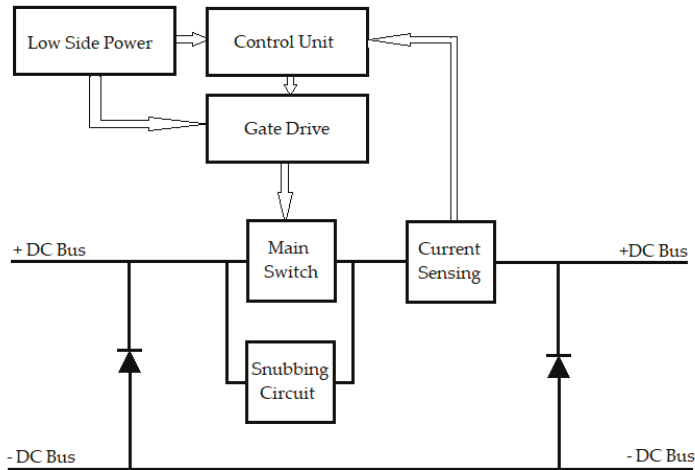 Low Side Power
Control Unit
Gate Drive
+ DC Bus
Main
Switch
Current
Sensing
+DC Bus
Snubbing
Circuit
- DC Bus
- DC Bus